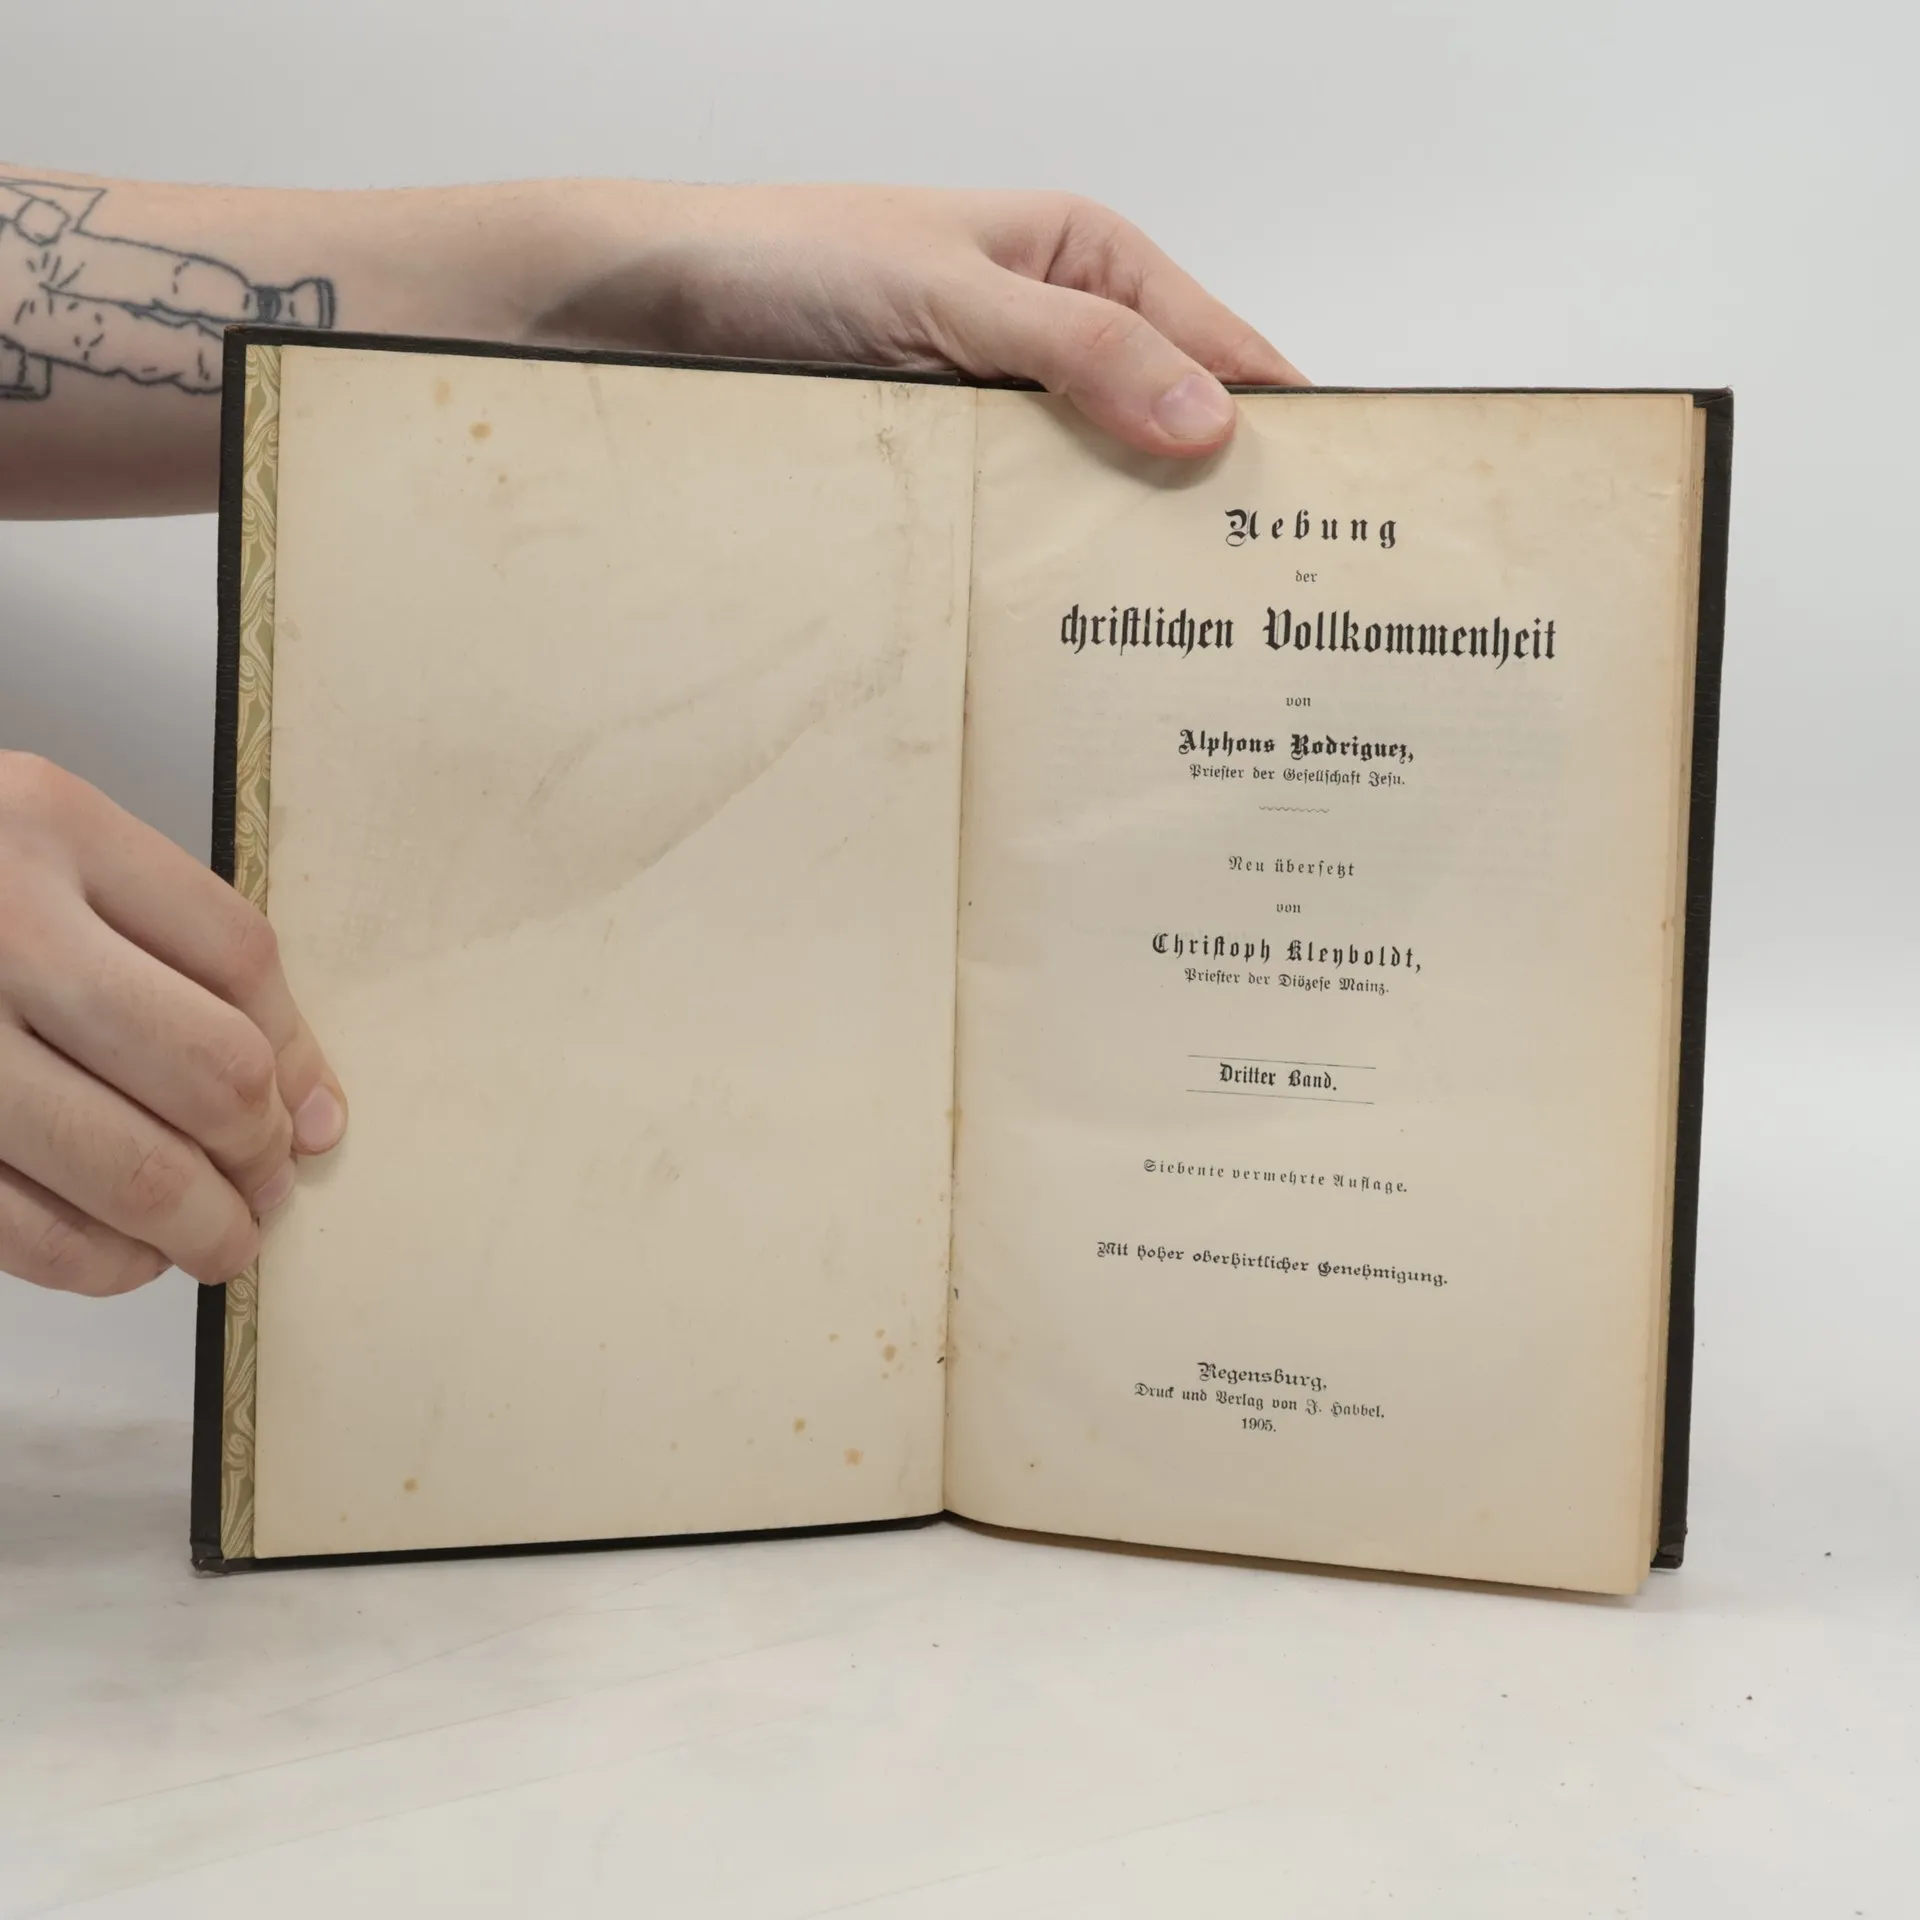 Uebung
der
christlichen Vollkommenheit
von
Alphons Rodriguez,
Priester der Gesellschaft Jesu.
Neu übersetzt
von
Christoph Kleyboldt,
Priester der Diözese Mainz.
Dritter Band.
Siebente vermehrte Auflage.
Mit hoher oberhirtlicher Genehmigung.
Regensburg,
Druck und Verlag von J. Habbel.
1905.